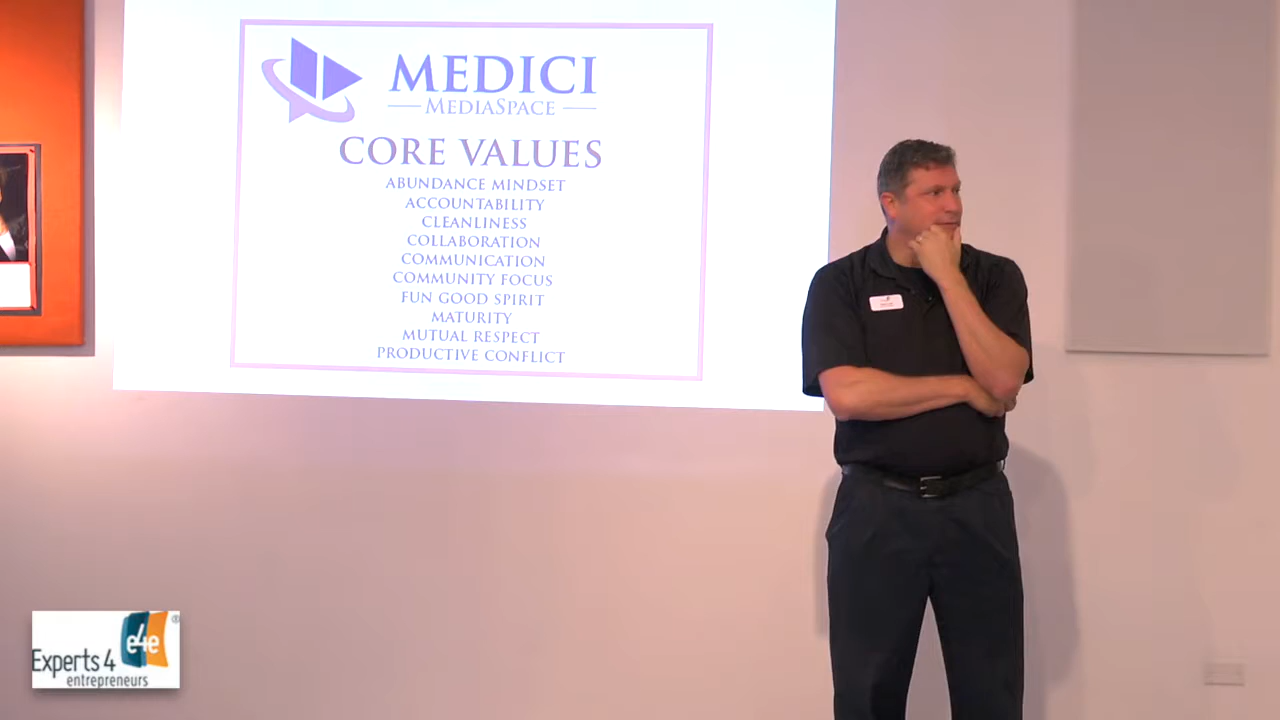 MEDICI
MEDIASPACE
CORE VALUES
ABUNDANCE MINDSET
ACCOUNTABILITY
CLEANLINESS
COLLABORATION
COMMUNICATION
COMMUNITY FOCUS
FUN GOOD SPIRIT
MATURITY
MUTUAL RESPECT
PRODUCTIVE CONFLICT
e4e ®
Experts 4
entrepreneurs